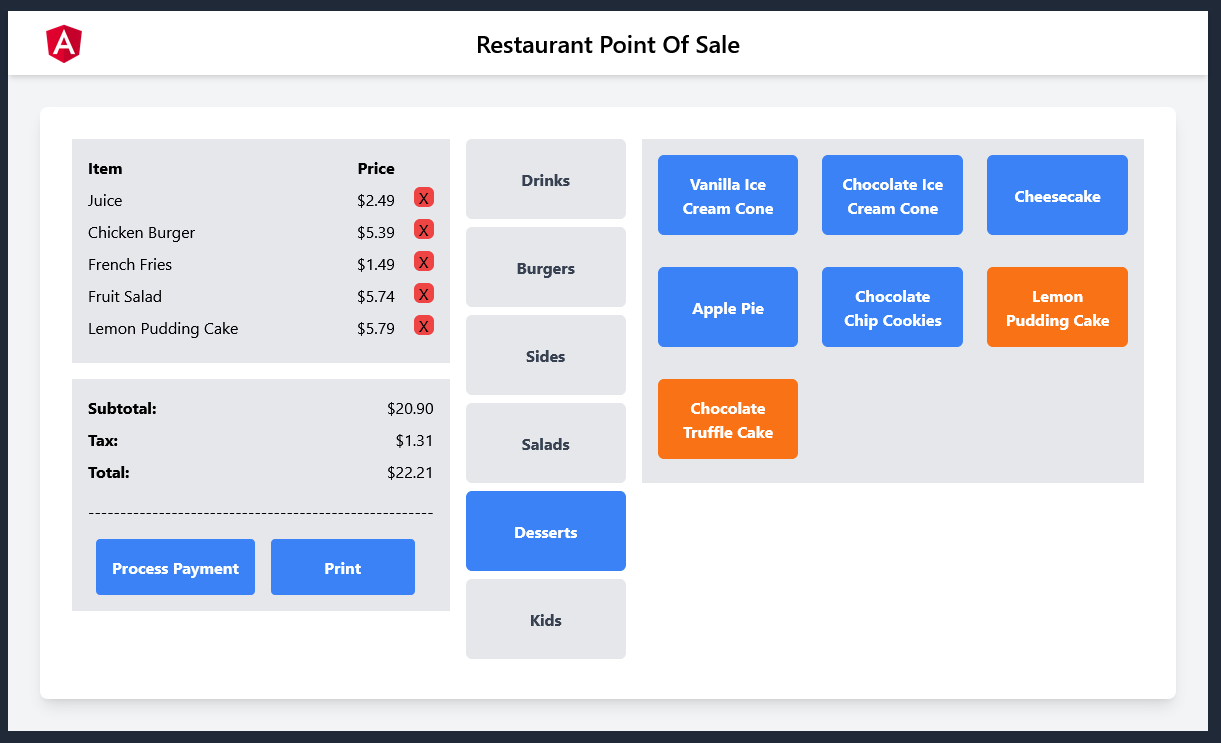 Restaurant Point Of Sale
Item Price
Juice $2.49 X
Chicken Burger $5.39 X
French Fries $1.49 X
Fruit Salad $5.74 X
Lemon Pudding Cake $5.79 X
Subtotal: $20.90
Tax: $1.31
Total: $22.21
------------------------------------------------------
Process Payment
Print
Drinks
Burgers
Sides
Salads
Desserts
Kids
Vanilla Ice
Cream Cone
Chocolate Ice
Cream Cone
Cheesecake
Apple Pie
Chocolate
Chip Cookies
Lemon
Pudding Cake
Chocolate
Truffle Cake